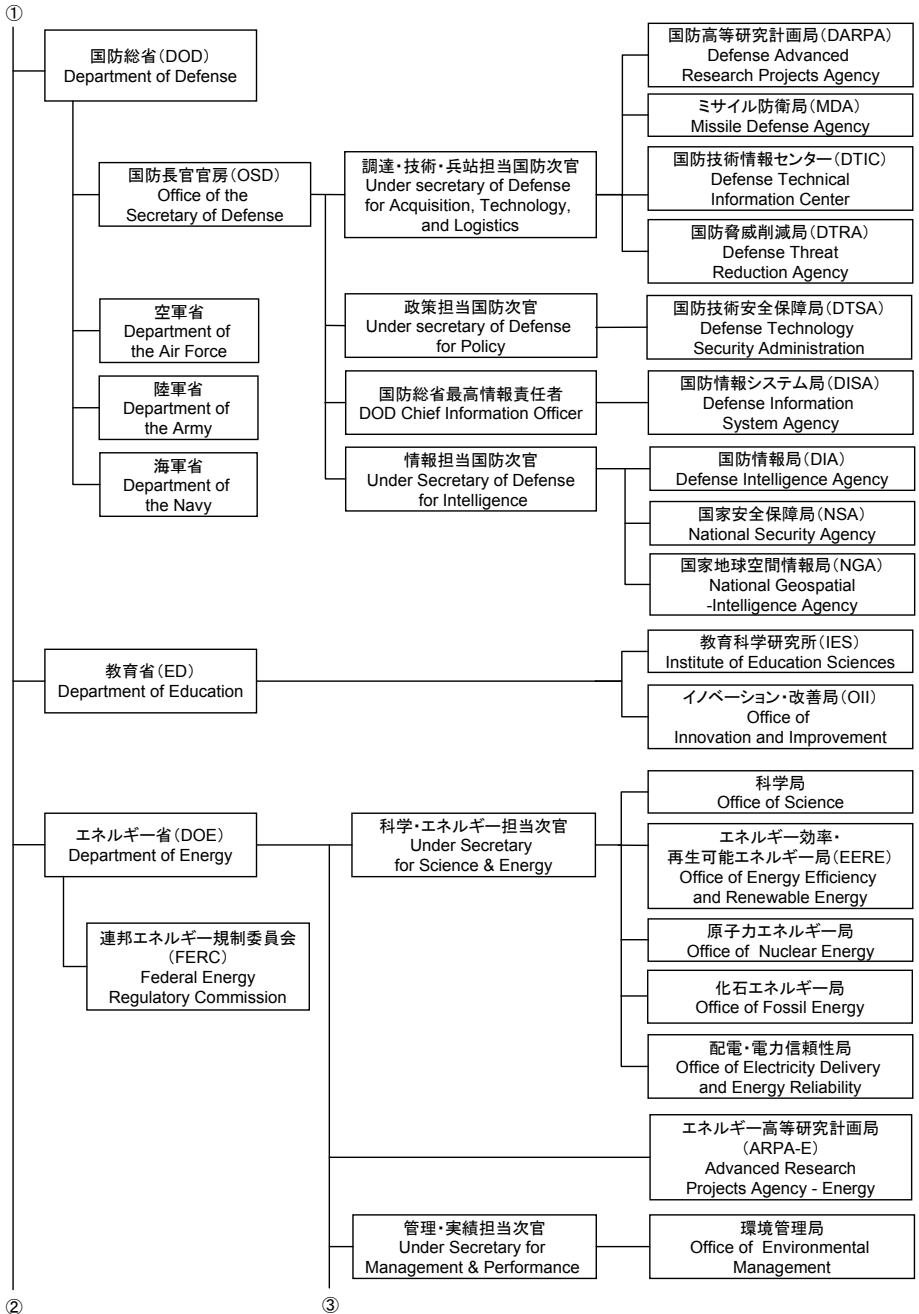 ①
国防総省(DOD)
Department of Defense
国防長官官房(OSD)
Office of the
Secretary of Defense
空軍省
Department of
the Air Force
陸軍省
Department of
the Army
海軍省
Department of
the Navy
調達・技術・兵站担当国防次官
Under secretary of Defense
for Acquisition, Technology,
and Logistics
国防高等研究計画局(DARPA)
Defense Advanced
Research Projects Agency
ミサイル防衛局(MDA)
Missile Defense Agency
国防技術情報センター(DTIC)
Defense Technical
Information Center
国防脅威削減局(DTRA)
Defense Threat
Reduction Agency
政策担当国防次官
Under secretary of Defense
for Policy
国防技術安全保障局(DTSA)
Defense Technology
Security Administration
国防総省最高情報責任者
DOD Chief Information Officer
国防情報システム局(DISA)
Defense Information
System Agency
情報担当国防次官
Under Secretary of Defense
for Intelligence
国防情報局(DIA)
Defense Intelligence Agency
国家安全保障局(NSA)
National Security Agency
国家地球空間情報局(NGA)
National Geospatial
-Intelligence Agency
教育省(ED)
Department of Education
教育科学研究所(IES)
Institute of Education Sciences
イノベーション・改善局(OII)
Office of
Innovation and Improvement
エネルギー省(DOE)
Department of Energy
連邦エネルギー規制委員会
(FERC)
Federal Energy
Regulatory Commission
科学・エネルギー担当次官
Under Secretary
for Science & Energy
科学局
Office of Science
エネルギー効率・
再生可能エネルギー局(EERE)
Office of Energy Efficiency
and Renewable Energy
原子力エネルギー局
Office of Nuclear Energy
化石エネルギー局
Office of Fossil Energy
配電・電力信頼性局
Office of Electricity Delivery
and Energy Reliability
エネルギー高等研究計画局
(ARPA-E)
Advanced Research
Projects Agency - Energy
管理・実績担当次官
Under Secretary for
Management & Performance
環境管理局
Office of Environmental
Management
②
③